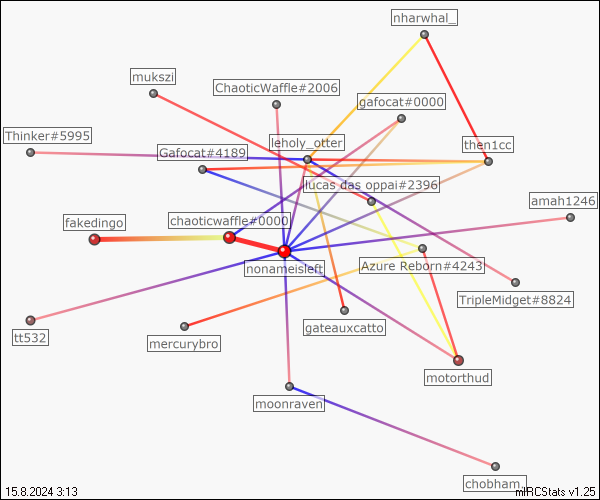 nharwhal_
mukszi
ChaoticWaffle#2006
gafocat#0000
Thinker#5995
leholy_otter
then1cc
Gafocat#4189
lucas das oppai#2396
amah1246
fakedingo
chaoticwaffle#0000
nonameisleft
Azure Reborn#4243
TripleMidget#8824
tt532
mercurybro
gateauxcatto
motorthud
moonraven
chobham_
15.8.2024 3:13
mIRCStats v1.25